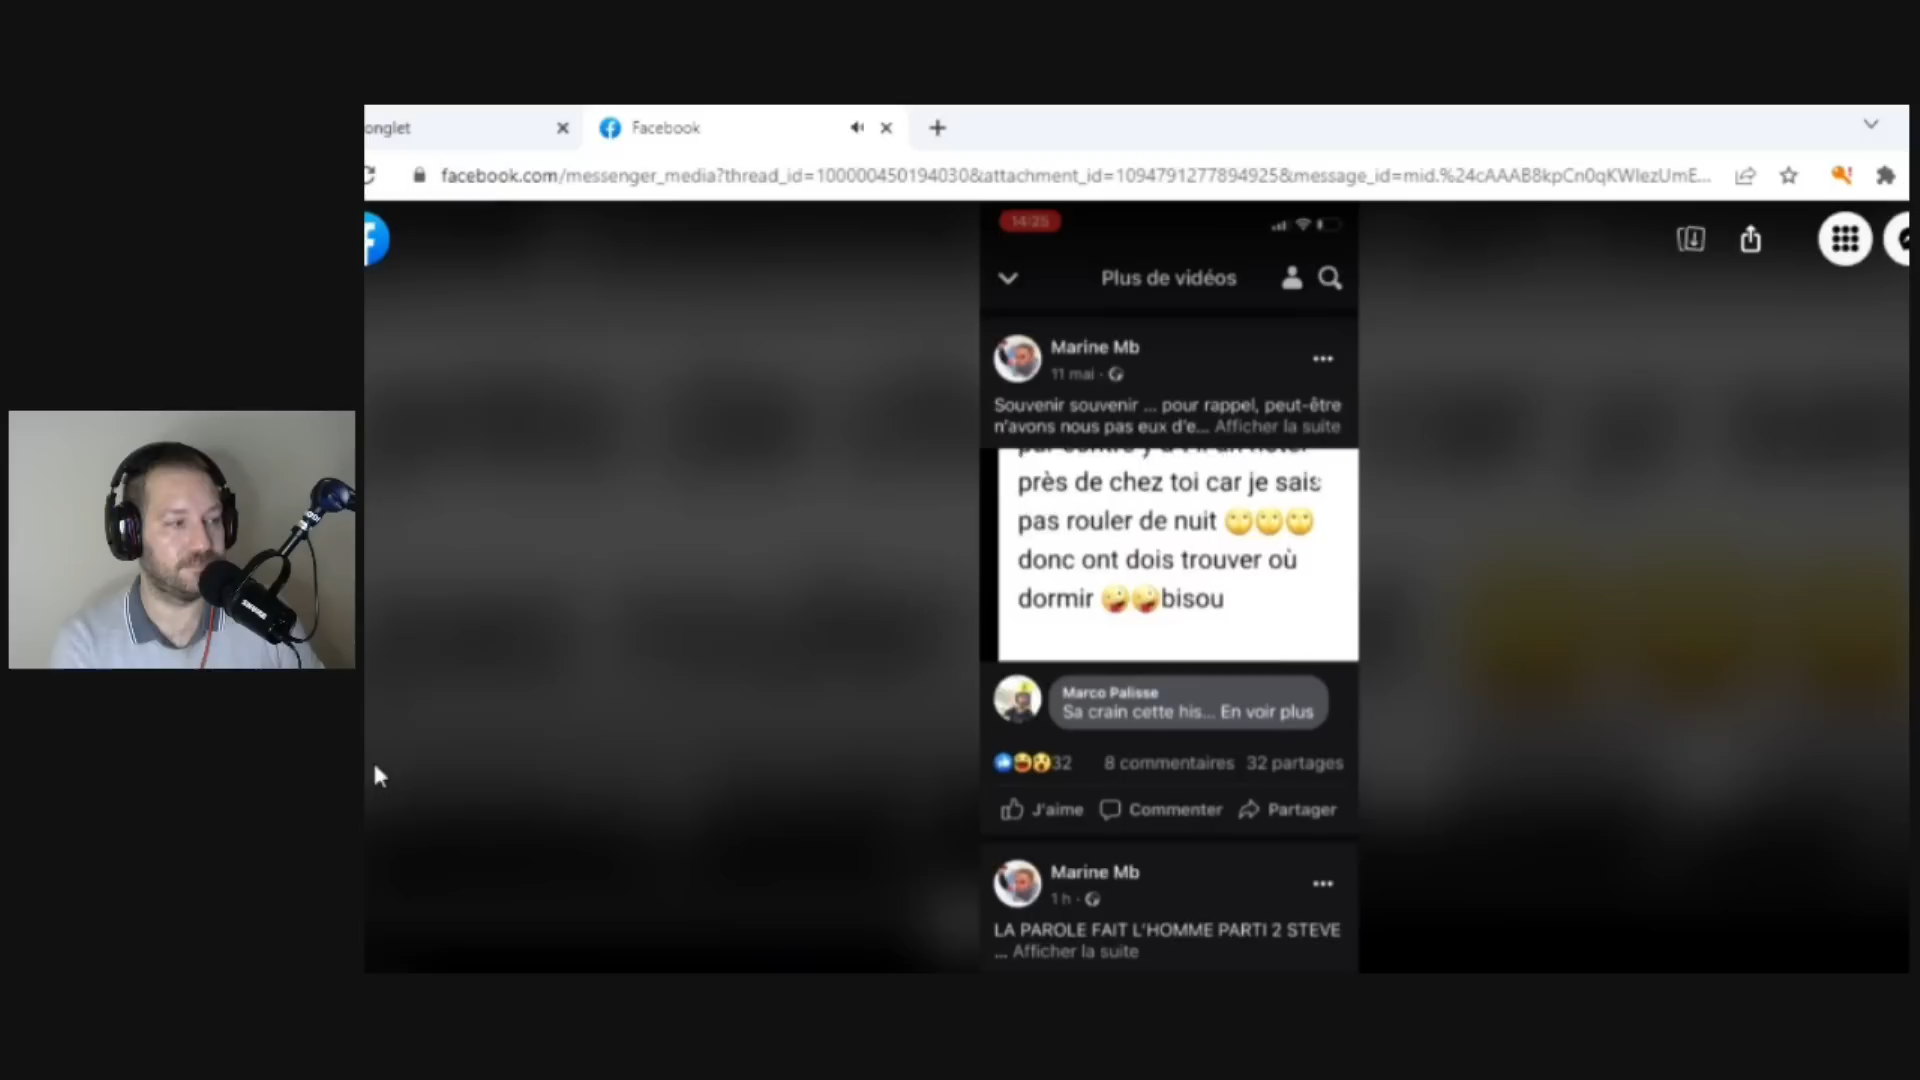 onglet
Facebook
facebook.com/messenger_media?thread_id=100000450194030&attachment_id=1094791277894925&message_id=mid.%24cAAAB8kpCn0qKWIezUmE...
14:25
Plus de vidéos
Marine Mb
11 mai ·
Souvenir souvenir ... pour rappel, peut-être
n'avons nous pas eux d'e... Afficher la suite
près de chez toi car je sais
pas rouler de nuit 🙄🙄🙄
donc ont dois trouver où
dormir 🤪🤪bisou
Marco Palisse
Sa crain cette his... En voir plus
32 8 commentaires 32 partages
J'aime Commenter Partager
Marine Mb
1 h ·
LA PAROLE FAIT L'HOMME PARTI 2 STEVE
... Afficher la suite